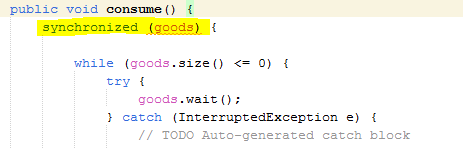 public void consume() {
synchronized (goods) {
while (goods.size() <= 0) {
try {
goods.wait();
} catch (InterruptedException e) {
// TODO Auto-generated catch block